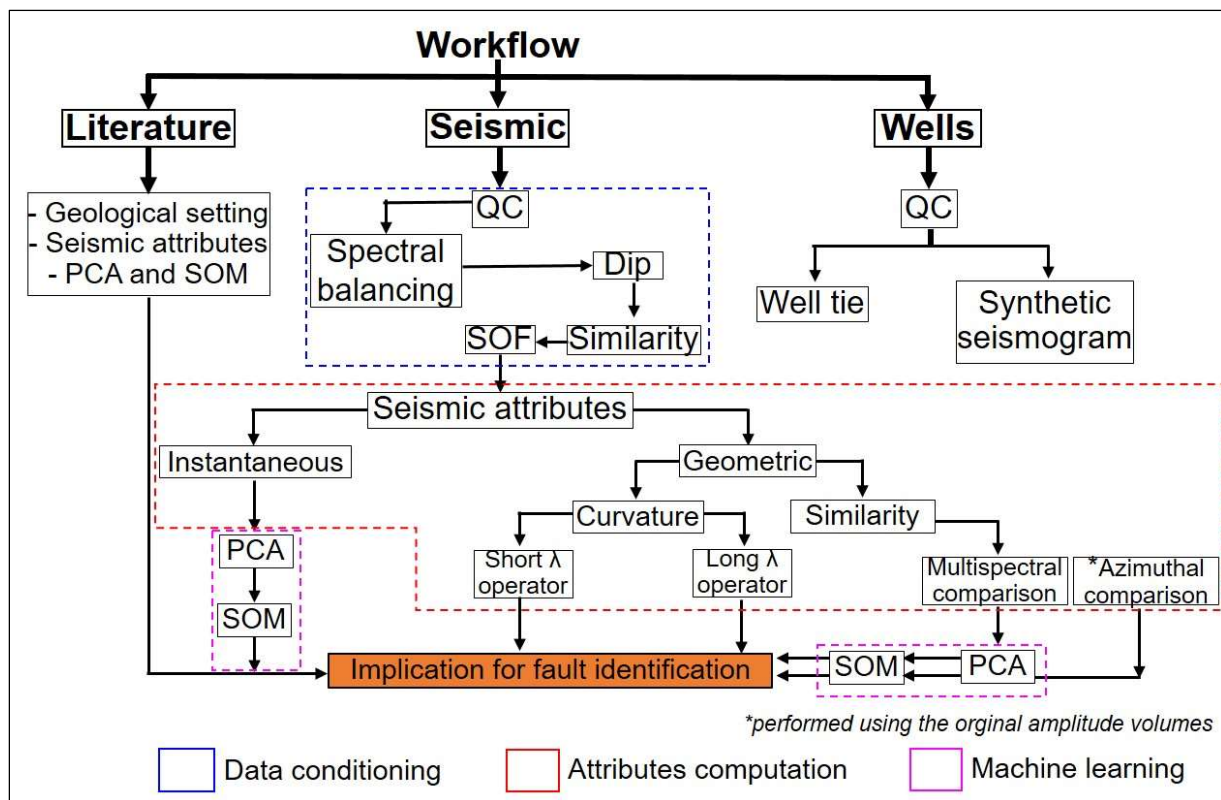 Workflow
Literature
Seismic
Wells
- Geological setting
- Seismic attributes
- PCA and SOM
QC
Spectral
balancing
Dip
SOF
Similarity
QC
Well tie
Synthetic
seismogram
Seismic attributes
Instantaneous
Geometric
Curvature
Similarity
PCA
SOM
Short λ
operator
Long λ
operator
Multispectral
comparison
*Azimuthal
comparison
Implication for fault identification
SOM
PCA
*performed using the orginal amplitude volumes
Data conditioning
Attributes computation
Machine learning